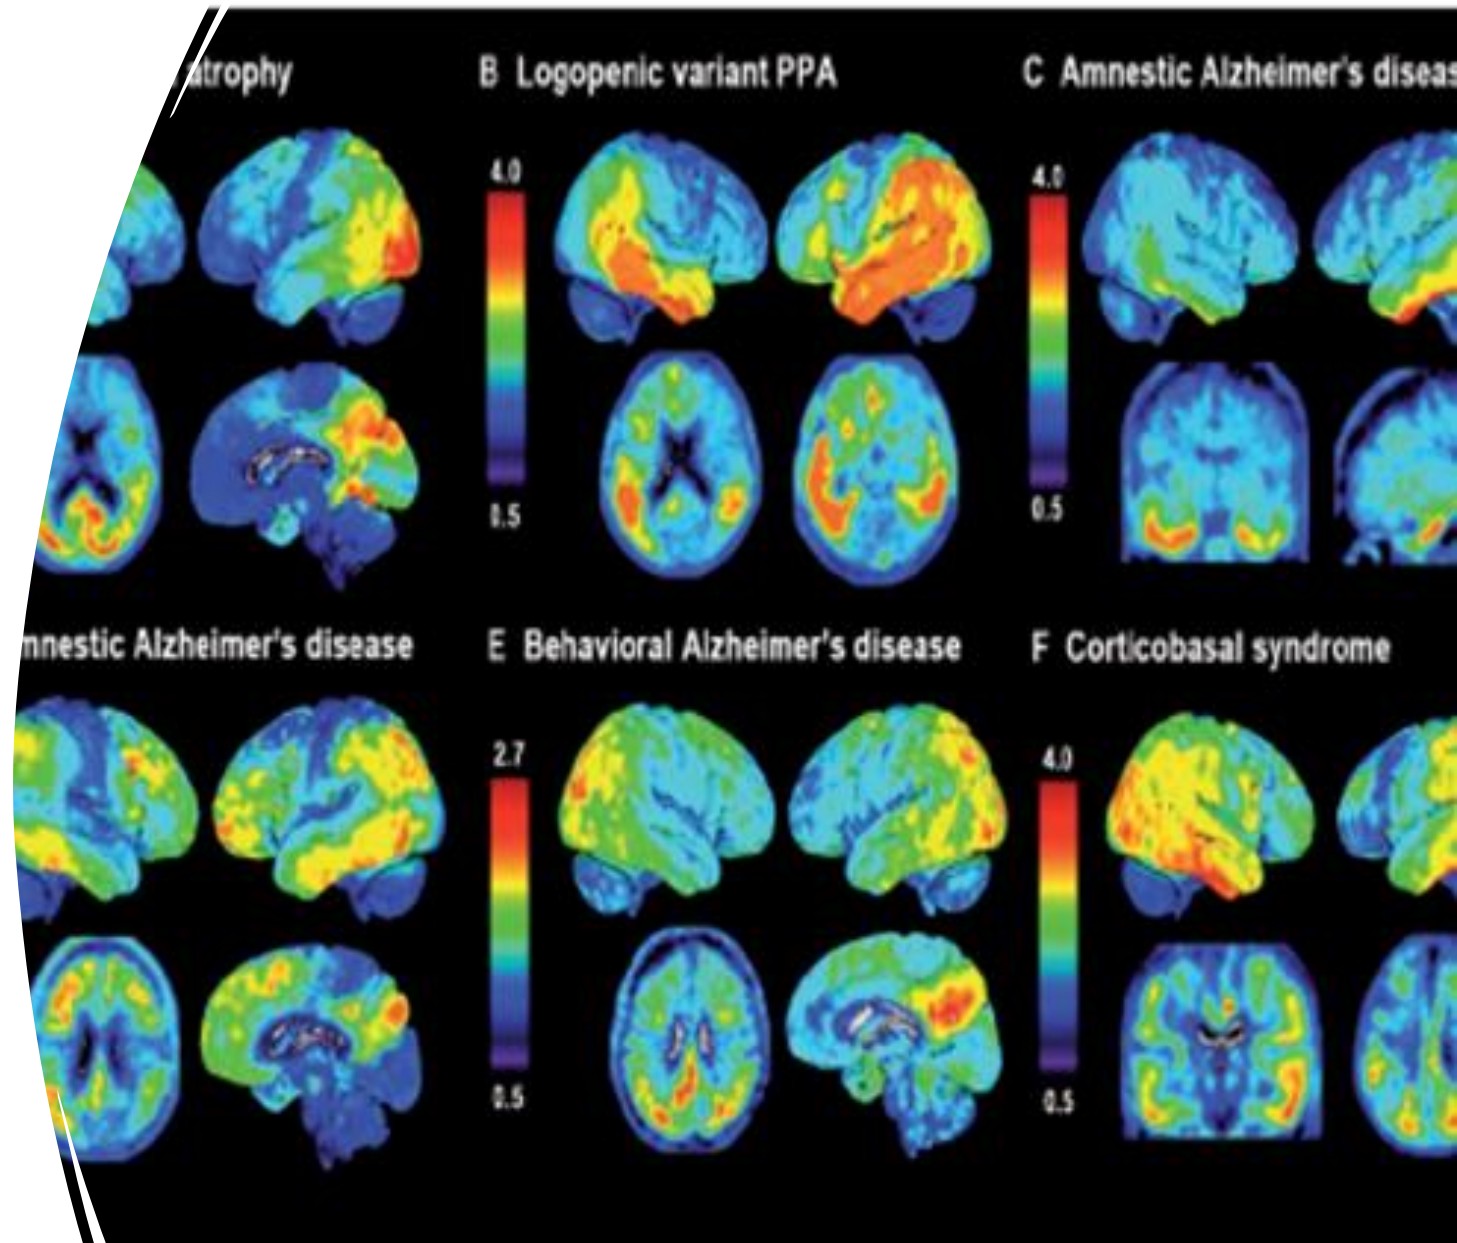 atrophy
B Logopenic variant PPA
C Amnestic Alzheimer's diseas
4.0
4.0
0.5
0.5
mnestic Alzheimer's disease
E Behavioral Alzheimer's disease
F Corticobasal syndrome
2.7
4.0
0.5
0.5